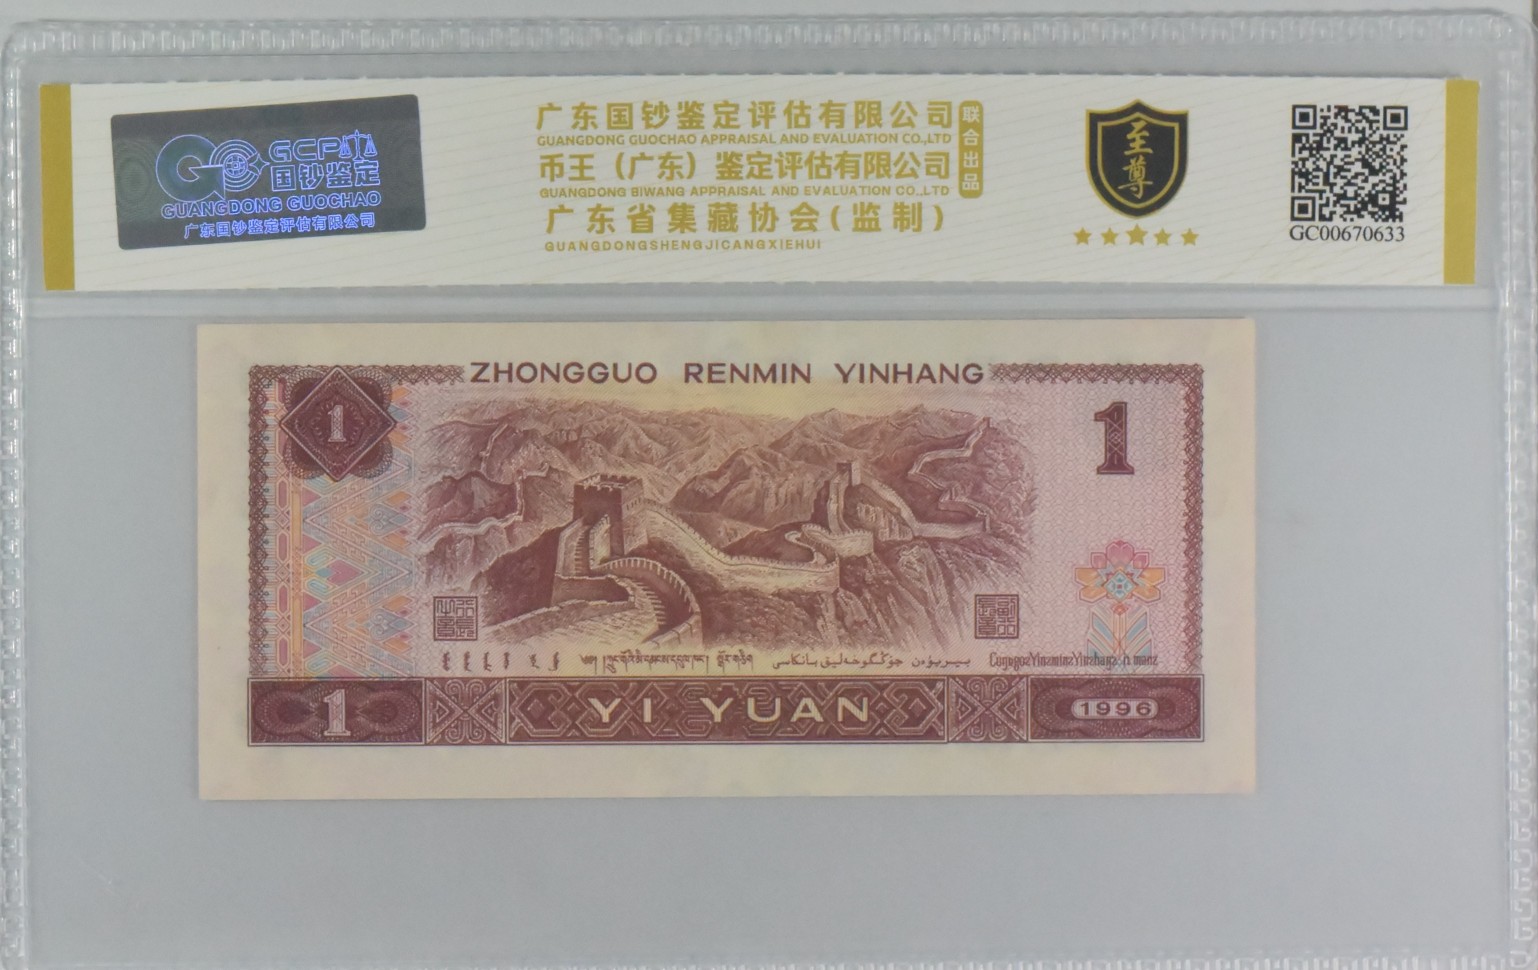 GCP
国钞鉴定
GUANGDONG GUOCHAO
广东国钞鉴定评估有限公司
广东国钞鉴定评估有限公司
GUANGDONG GUOCHAO APPRAISAL AND EVALUATION CO.,LTD
币王（广东）鉴定评估有限公司
GUANGDONG BIWANG APPRAISAL AND EVALUATION CO.,LTD
广东省集藏协会(监制)
GUANGDONGSHENGJICANGXIEHUI
联合出品
至尊
GC00670633
ZHONGGUO RENMIN YINHANG
1
1
1
YI YUAN
1996